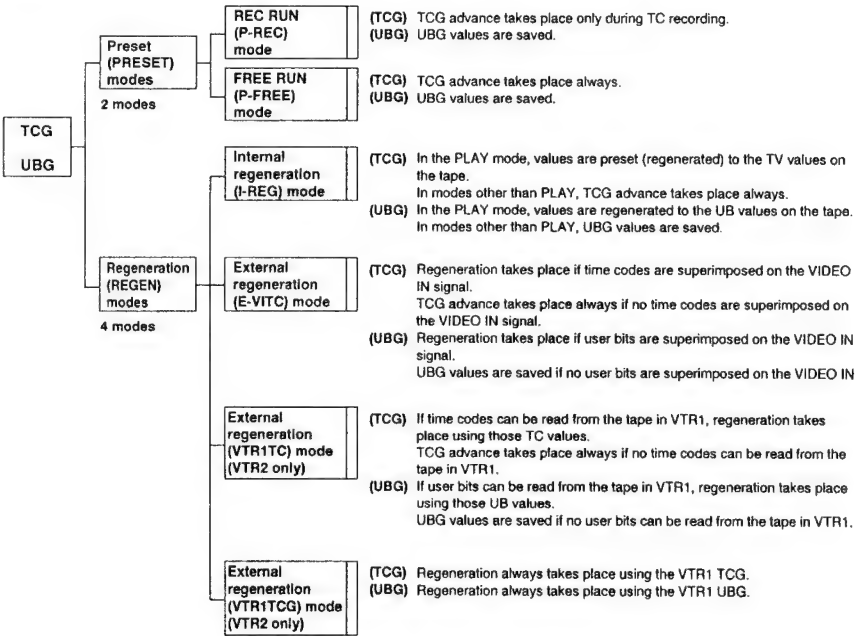 TCG
UBG
Preset
(PRESET)
modes
2 modes
REC RUN
(P-REC)
mode
(TCG) TCG advance takes place only during TC recording.
(UBG) UBG values are saved.
FREE RUN
(P-FREE)
mode
(TCG) TCG advance takes place always.
(UBG) UBG values are saved.
Regeneration
(REGEN)
modes
4 modes
Internal
regeneration
(I-REG) mode
(TCG) In the PLAY mode, values are preset (regenerated) to the TV values on
the tape.
In modes other than PLAY, TCG advance takes place always.
(UBG) In the PLAY mode, values are regenerated to the UB values on the tape.
In modes other than PLAY, UBG values are saved.
External
regeneration
(E-VITC) mode
(TCG) Regeneration takes place if time codes are superimposed on the VIDEO
IN signal.
TCG advance takes place always if no time codes are superimposed on
the VIDEO IN signal.
(UBG) Regeneration takes place if user bits are superimposed on the VIDEO IN
signal.
UBG values are saved if no user bits are superimposed on the VIDEO IN
External
regeneration
(VTR1TC) mode
(VTR2 only)
(TCG) If time codes can be read from the tape in VTR1, regeneration takes
place using those TC values.
TCG advance takes place always if no time codes can be read from the
tape in VTR1.
(UBG) If user bits can be read from the tape in VTR1, regeneration takes place
using those UB values.
UBG values are saved if no user bits can be read from the tape in VTR1.
External
regeneration
(VTR1TCG) mode
(VTR2 only)
(TCG) Regeneration always takes place using the VTR1 TCG.
(UBG) Regeneration always takes place using the VTR1 UBG.